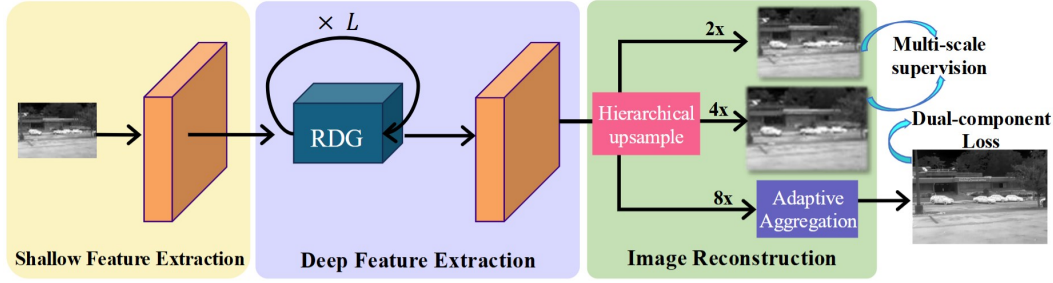 × L
RDG
Shallow Feature Extraction
Deep Feature Extraction
2x
4x
8x
Hierarchical
upsample
Adaptive
Aggregation
Image Reconstruction
Multi-scale
supervision
Dual-component
Loss